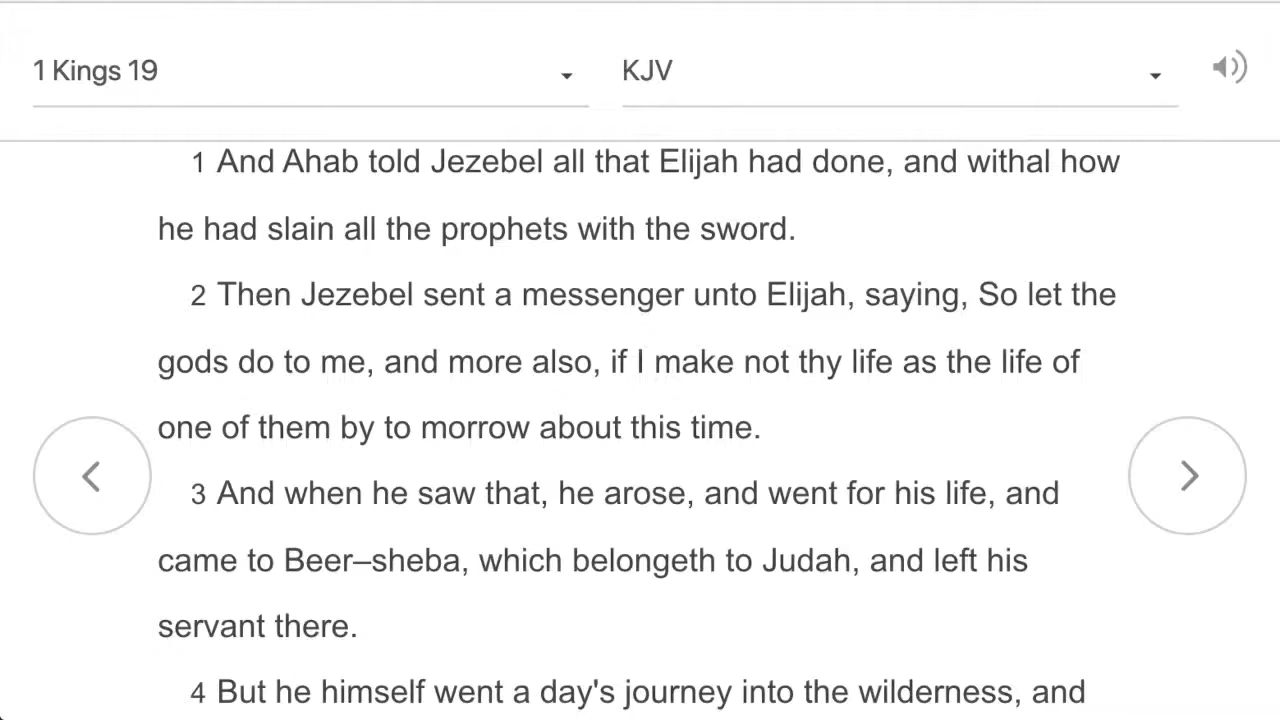 1 Kings 19
KJV
1 And Ahab told Jezebel all that Elijah had done, and withal how
he had slain all the prophets with the sword.
2 Then Jezebel sent a messenger unto Elijah, saying, So let the
gods do to me, and more also, if I make not thy life as the life of
one of them by to morrow about this time.
3 And when he saw that, he arose, and went for his life, and
came to Beer–sheba, which belongeth to Judah, and left his
servant there.
4 But he himself went a day's journey into the wilderness, and